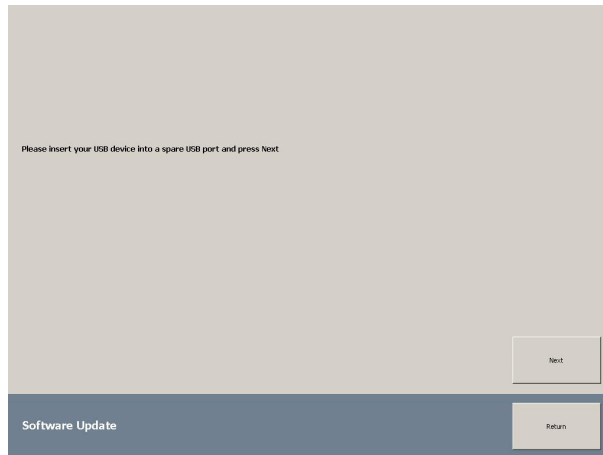 Please insert your USB device into a spare USB port and press Next
Next
Software Update
Return